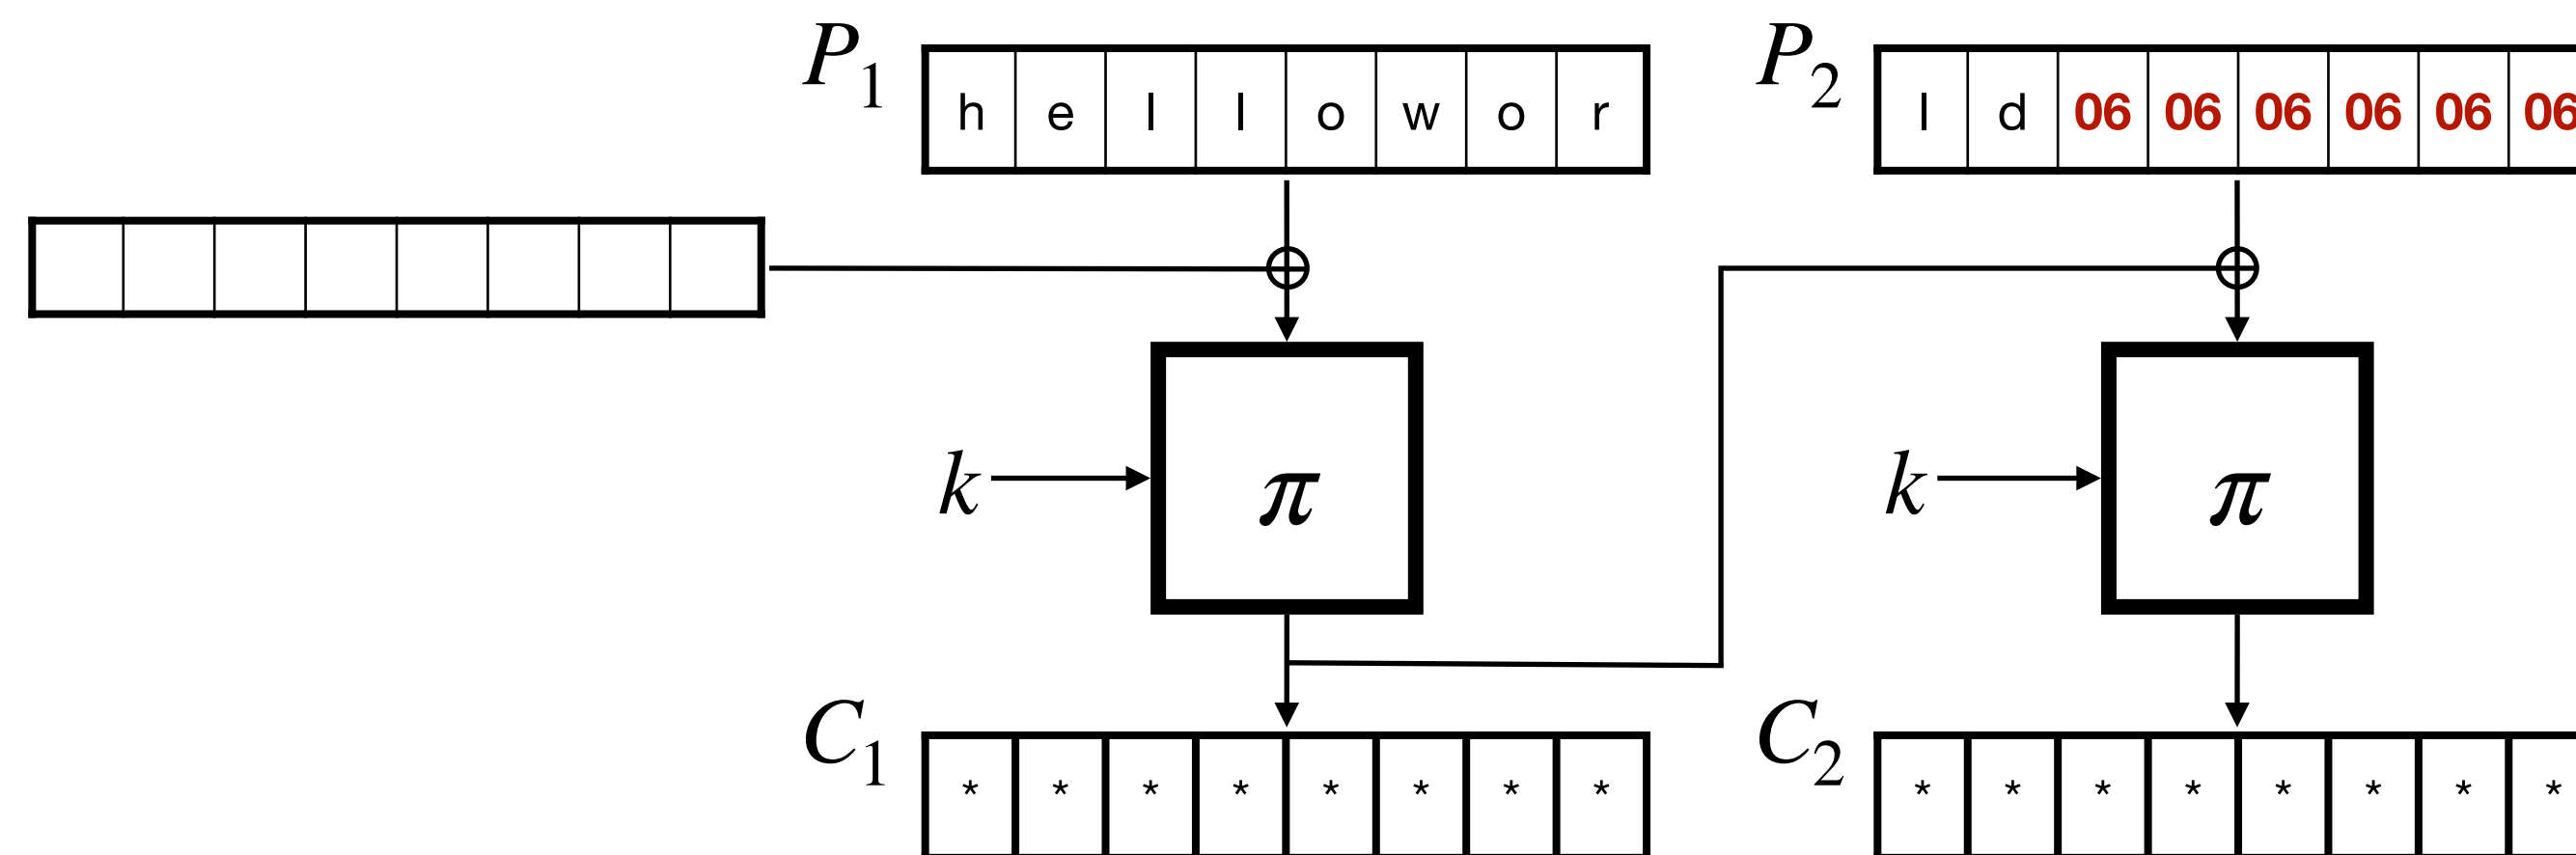 P1 h e l l o w o r P2 l d 06 06 06 06 06 06
k π k π
C1 * * * * * * * * C2 * * * * * * * *